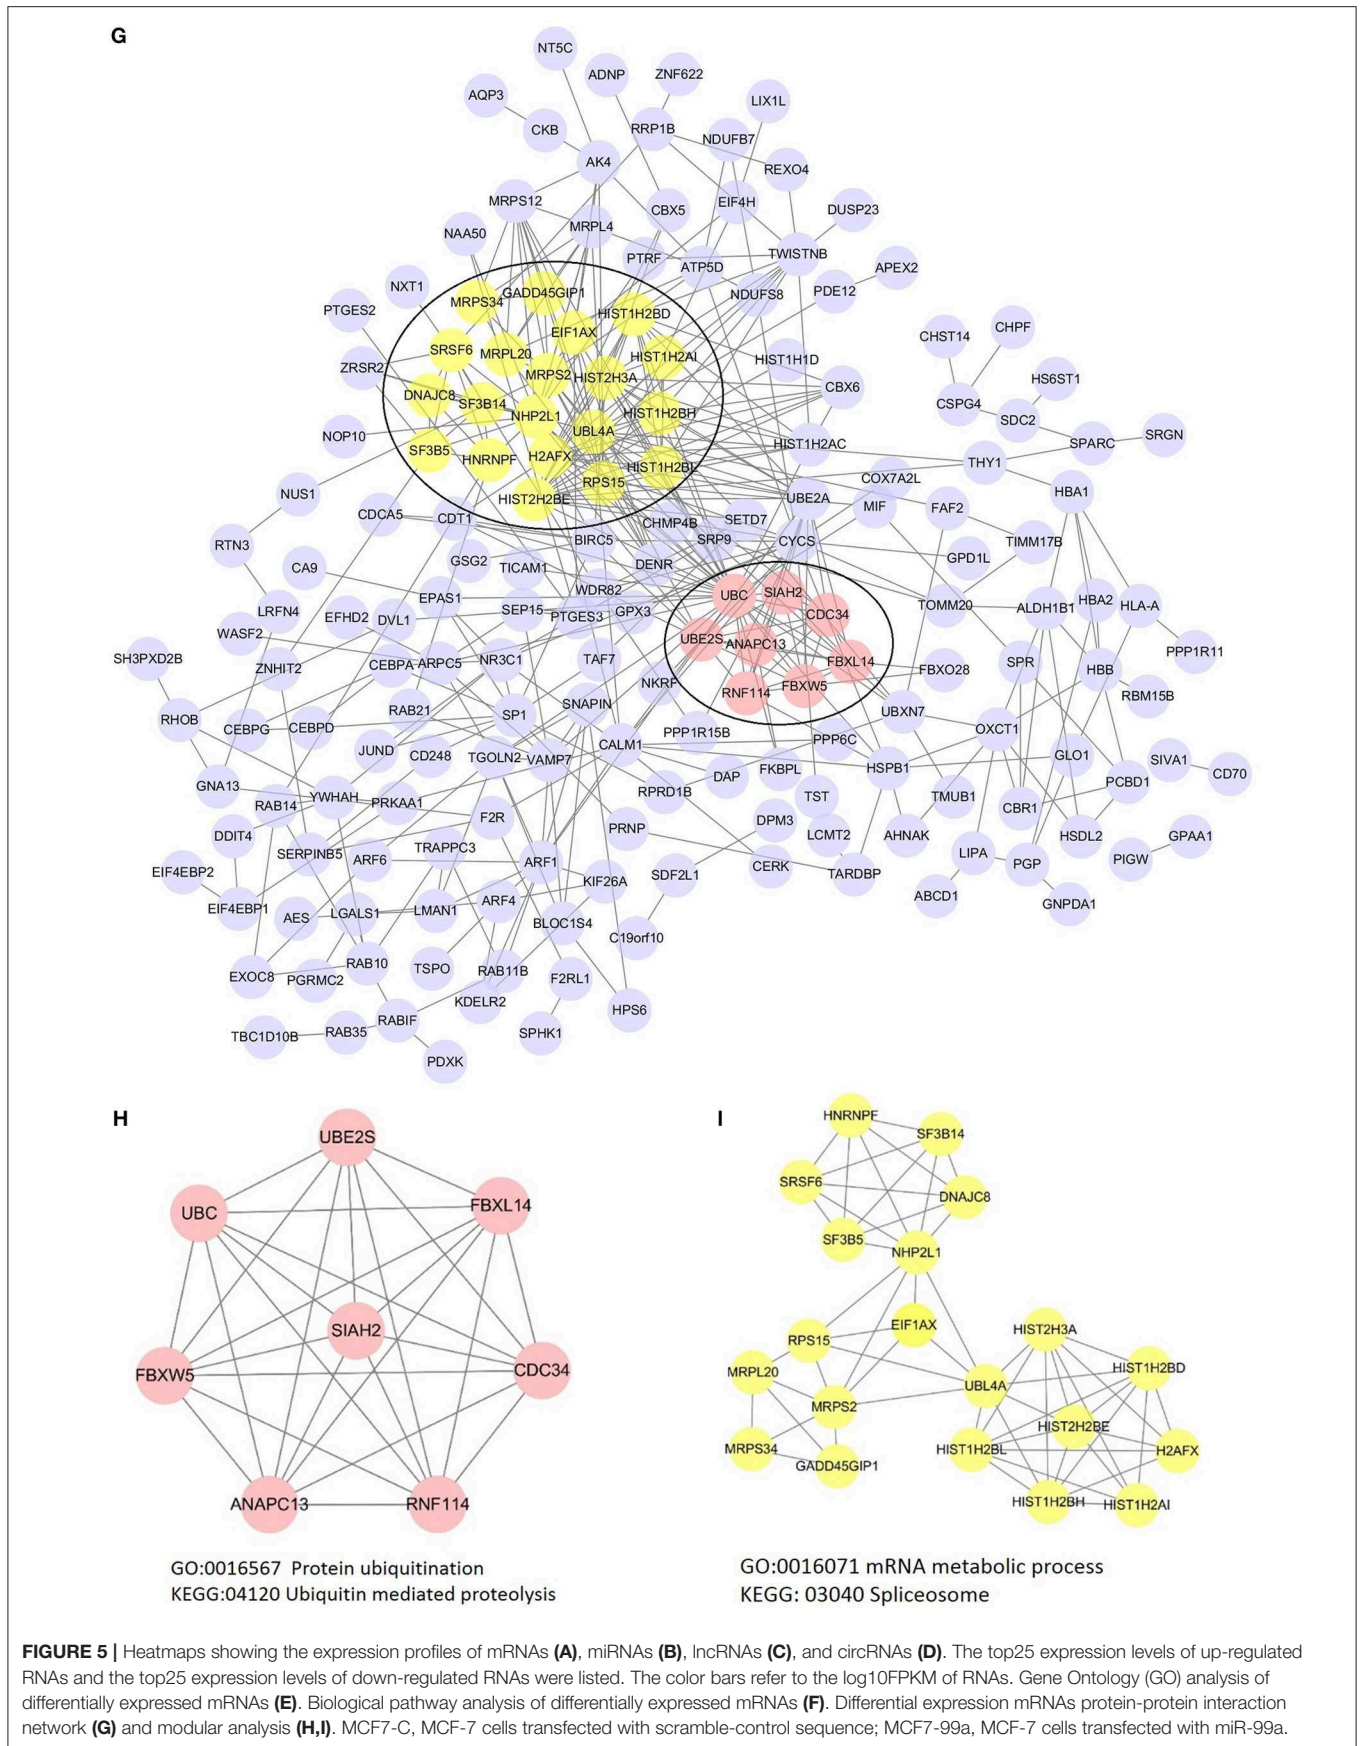 G
NT5C
ADNP
ZNF622
AQP3
LIX1L
CKB
RRP1B
NDUFB7
AK4
REXO4
MRPS12
CBX5
EIF4H
DUSP23
NAA50
MRPL4
PTRF
ATP5D
TWISTNB
APEX2
NXT1
MRPS34
GADD45GIP1
NDUFS8
PDE12
PTGES2
EIF1AX
HIST1H2BD
CHST14
CHPF
SRSF6
MRPL20
HIST1H2AI
HIST1H1D
ZRSR2
MRPS2
HIST2H3A
CBX6
HS6ST1
DNAJC8
SF3B14
NHP2L1
HIST1H2BH
CSPG4
SDC2
NOP10
UBL4A
HIST1H2AC
SPARC
SRGN
SF3B5
HNRNPF
H2AFX
HIST1H2BL
THY1
RPS15
COX7A2L
NUS1
HIST2H2BE
UBE2A
MIF
FAF2
HBA1
CDCA5
CDT1
CHMP4B
SETD7
RTN3
BIRC5
SRP9
CYCS
TIMM17B
CA9
GSG2
TICAM1
DENR
GPD1L
EPAS1
WDR82
UBC
SIAH2
LRFN4
EFHD2
DVL1
SEP15
PTGES3
GPX3
CDC34
TOMM20
ALDH1B1
HBA2
HLA-A
WASF2
UBE2S
ANAPC13
SH3PXD2B
ZNHIT2
CEBPA
ARPC5
NR3C1
TAF7
FBXL14
FBXO28
SPR
HBB
PPP1R11
NKRF
RNF114
FBXW5
RBM15B
RHOB
CEBPG
CEBPD
RAB21
SP1
SNAPIN
UBXN7
OXCT1
JUND
CD248
TGOLN2
VAMP7
CALM1
PPP1R15B
PPP6C
GNA13
RPRD1B
DAP
FKBPL
HSPB1
GLO1
SIVA1
CD70
RAB14
YWHAH
PRKAA1
TST
TMUB1
CBR1
PCBD1
DDIT4
F2R
PRNP
DPM3
LCMT2
AHNAK
HSDL2
SERPINB5
ARF6
TRAPPC3
ARF1
LIPA
PGP
PIGW
GPAA1
EIF4EBP2
KIF26A
SDF2L1
CERK
TARDBP
ABCD1
GNPDA1
EIF4EBP1
AES
LGALS1
LMAN1
ARF4
BLOC1S4
C19orf10
EXOC8
PGRMC2
RAB10
TSPO
RAB11B
F2RL1
KDELR2
HPS6
TBC1D10B
RAB35
RABIF
SPHK1
PDXK
H
UBE2S
UBC
FBXL14
SIAH2
FBXW5
CDC34
ANAPC13
RNF114
GO:0016567 Protein ubiquitination
KEGG:04120 Ubiquitin mediated proteolysis
I
HNRNPF
SF3B14
SRSF6
DNAJC8
SF3B5
NHP2L1
RPS15
EIF1AX
HIST2H3A
MRPL20
UBL4A
HIST1H2BD
MRPS2
HIST2H2BE
MRPS34
GADD45GIP1
HIST1H2BL
H2AFX
HIST1H2BH
HIST1H2AI
GO:0016071 mRNA metabolic process
KEGG: 03040 Spliceosome
FIGURE 5 | Heatmaps showing the expression profiles of mRNAs (A), miRNAs (B), lncRNAs (C), and circRNAs (D). The top25 expression levels of up-regulated
RNAs and the top25 expression levels of down-regulated RNAs were listed. The color bars refer to the log10FPKM of RNAs. Gene Ontology (GO) analysis of
differentially expressed mRNAs (E). Biological pathway analysis of differentially expressed mRNAs (F). Differential expression mRNAs protein-protein interaction
network (G) and modular analysis (H,I). MCF7-C, MCF-7 cells transfected with scramble-control sequence; MCF7-99a, MCF-7 cells transfected with miR-99a.